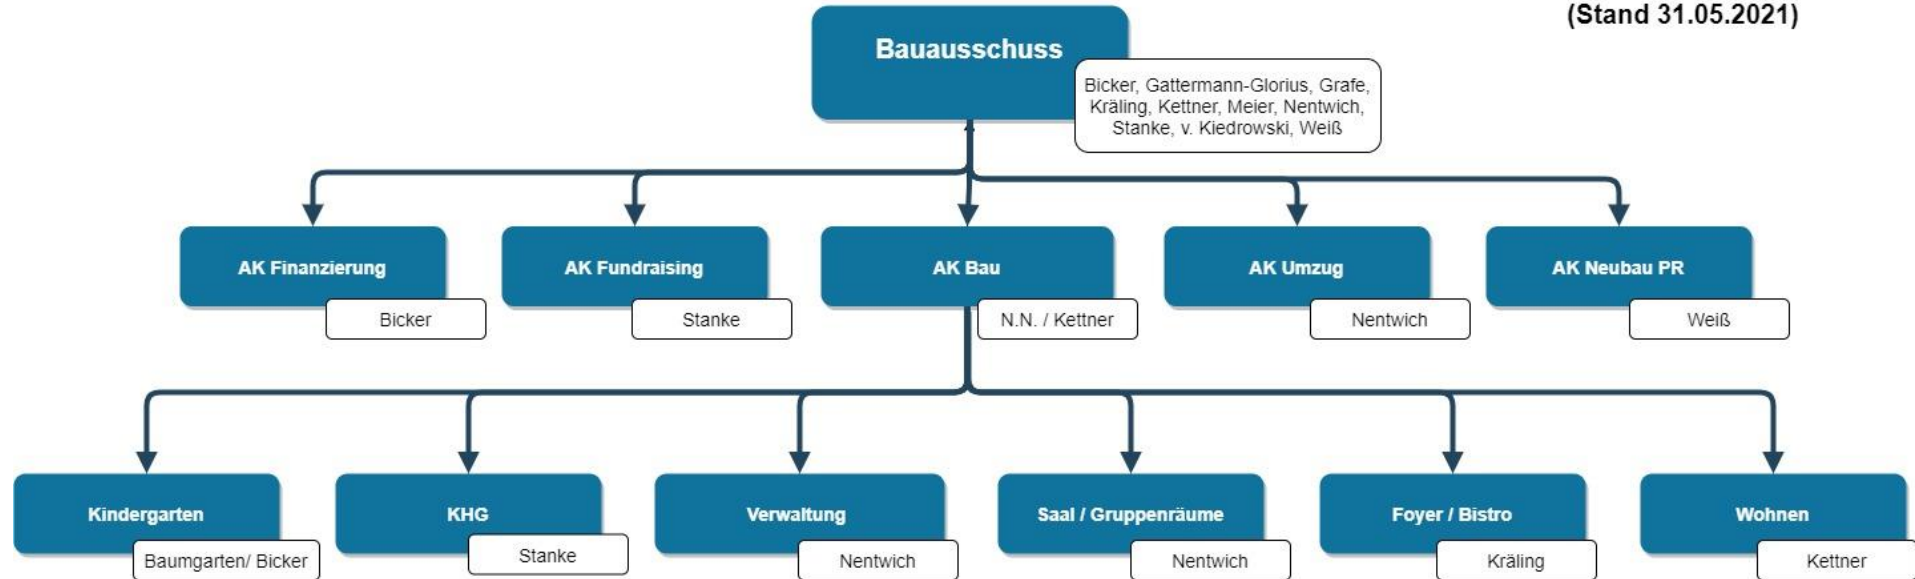 (Stand 31.05.2021)
Bauausschuss
Bicker, Gattermann-Glorius, Grafe,
Kräling, Kettner, Meier, Nentwich,
Stanke, v. Kiedrowski, Weiß
AK Finanzierung
Bicker
AK Fundraising
Stanke
AK Bau
N.N. / Kettner
AK Umzug
Nentwich
AK Neubau PR
Weiß
Kindergarten
Baumgarten/ Bicker
KHG
Stanke
Verwaltung
Nentwich
Saal / Gruppenräume
Nentwich
Foyer / Bistro
Kräling
Wohnen
Kettner